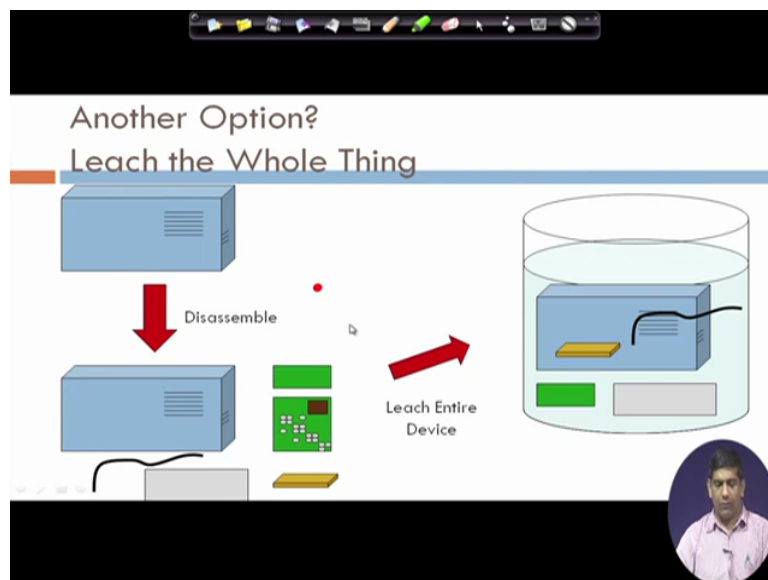 Another Option?
Leach the Whole Thing
Disassemble
Leach Entire
Device